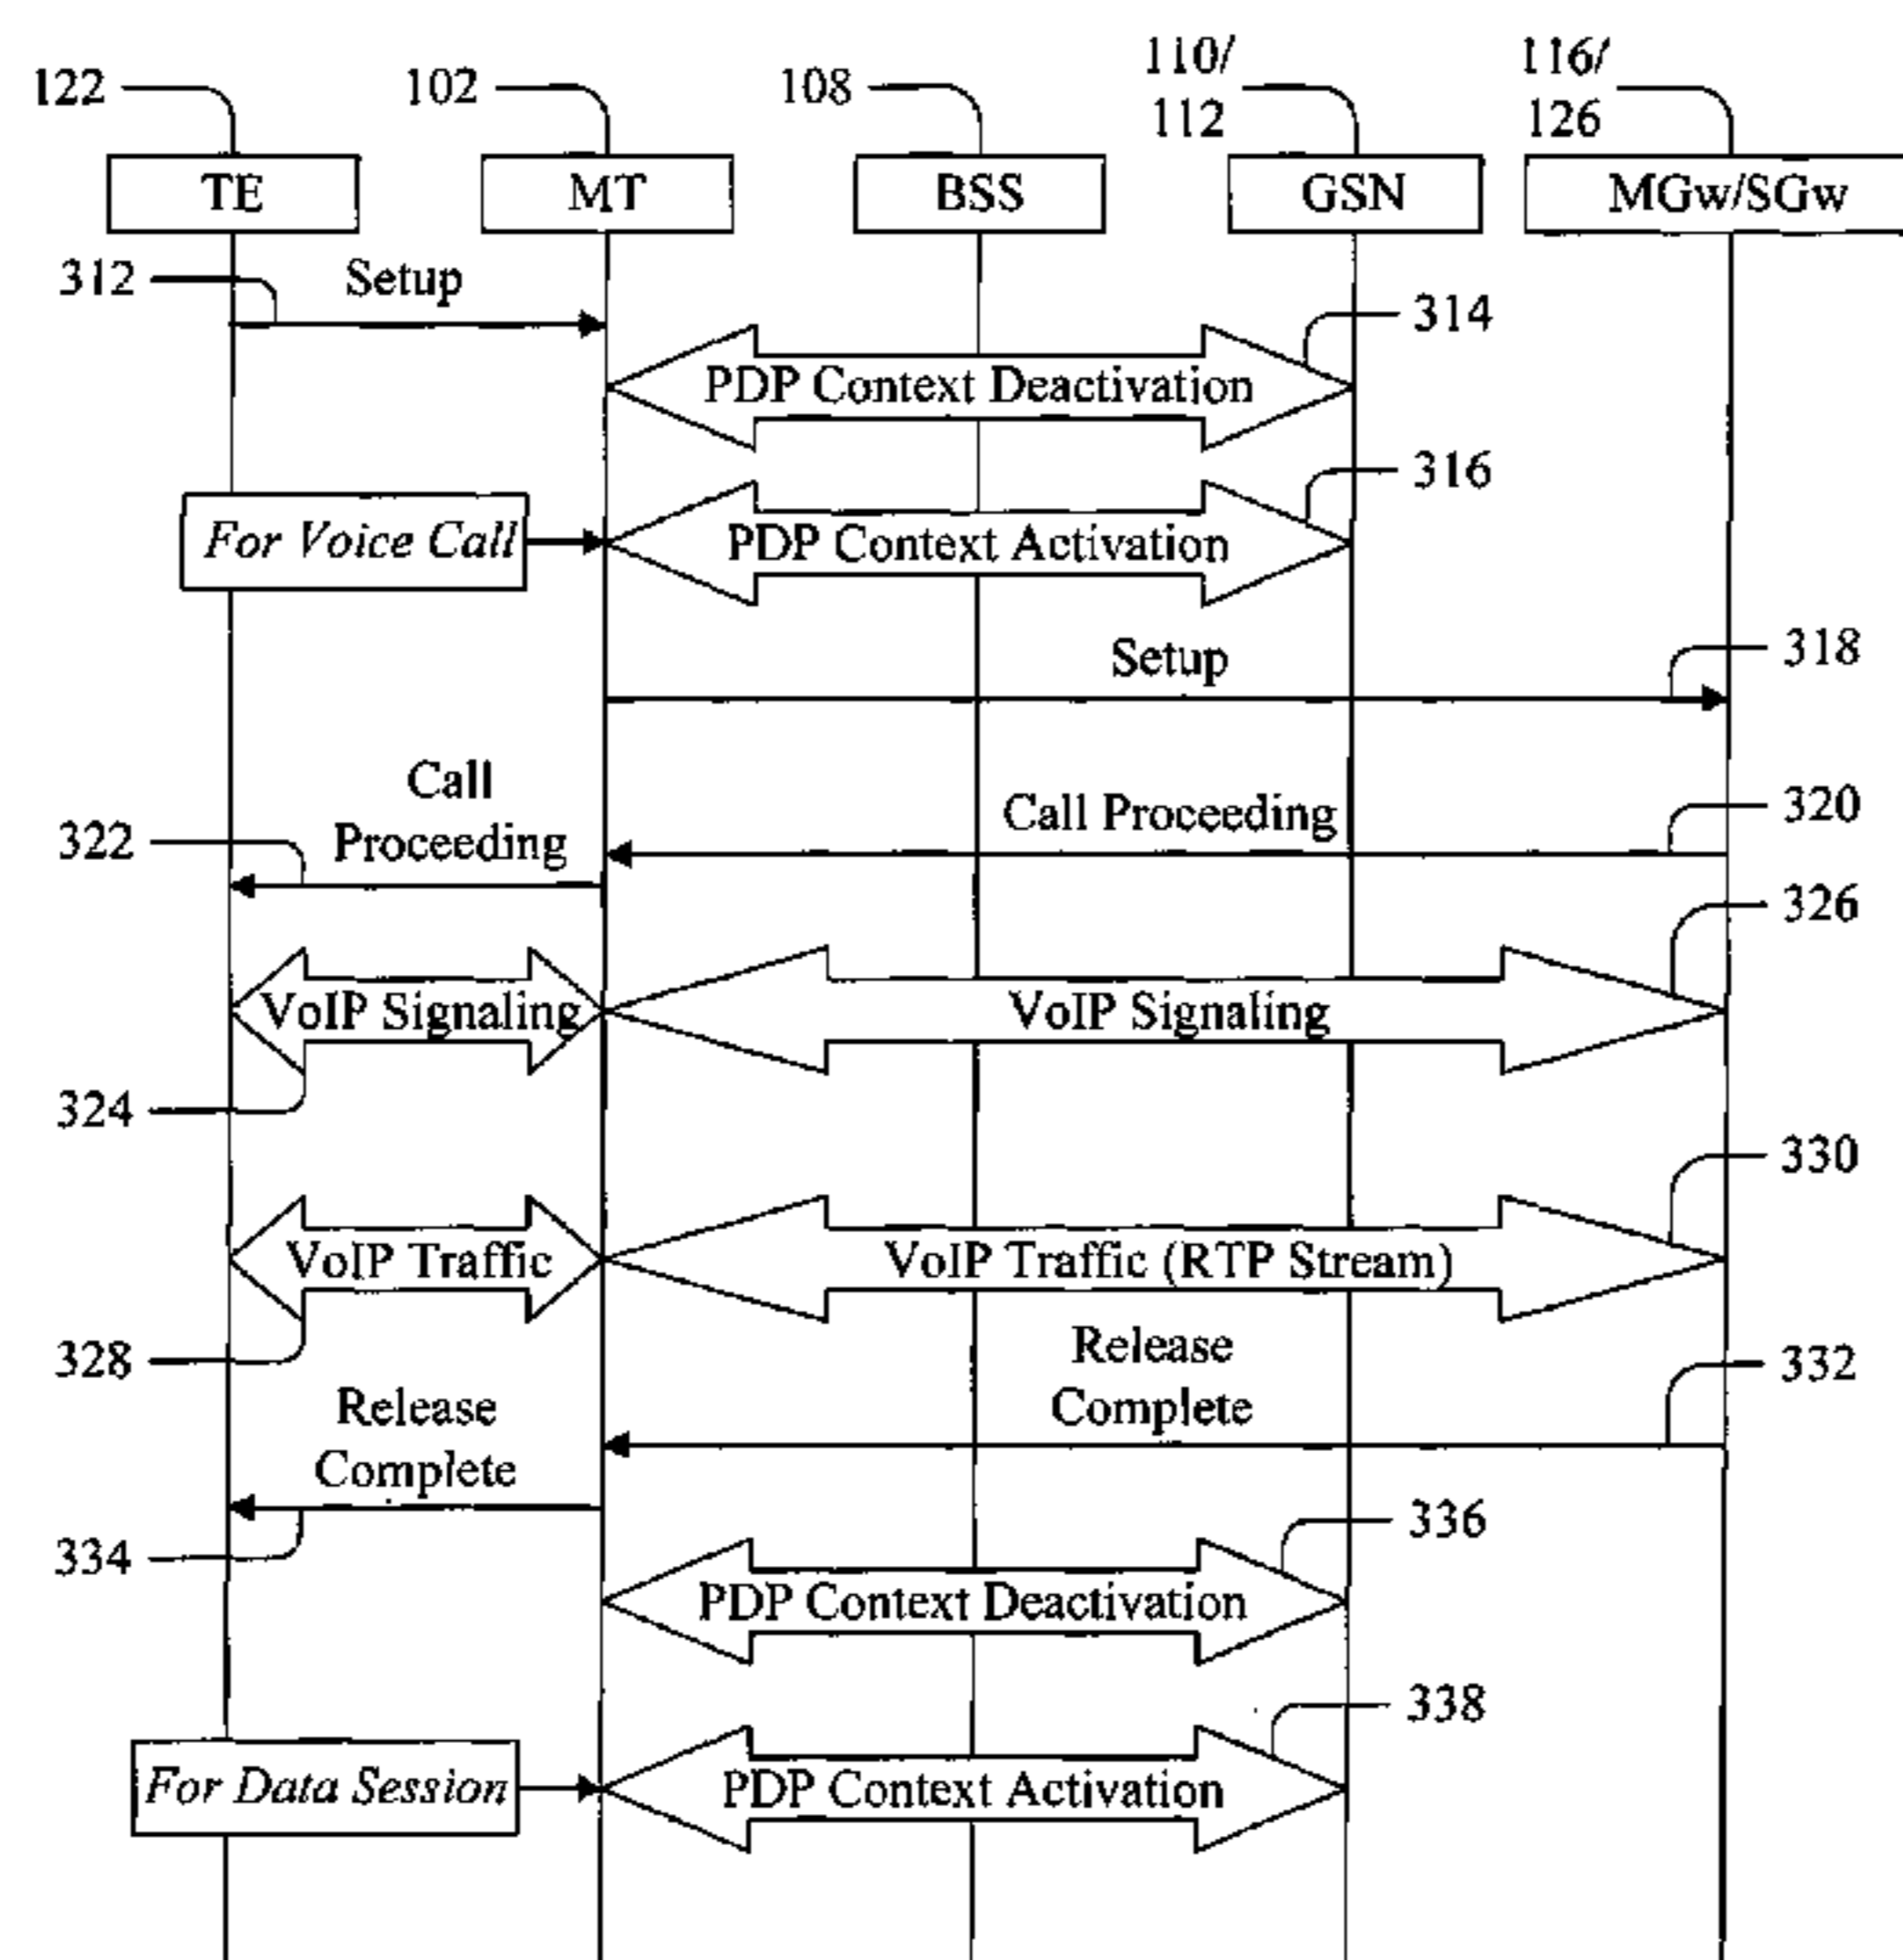 122
102
108
110/
112
116/
126
TE
MT
BSS
GSN
MGw/SGw
312
Setup
314
PDP Context Deactivation
316
For Voice Call
PDP Context Activation
Setup
318
Call
Proceeding
322
Call Proceeding
320
326
VoIP Signaling
VoIP Signaling
324
330
VoIP Traffic
VoIP Traffic (RTP Stream)
328
Release
Complete
332
Release
Complete
334
336
PDP Context Deactivation
338
For Data Session
PDP Context Activation